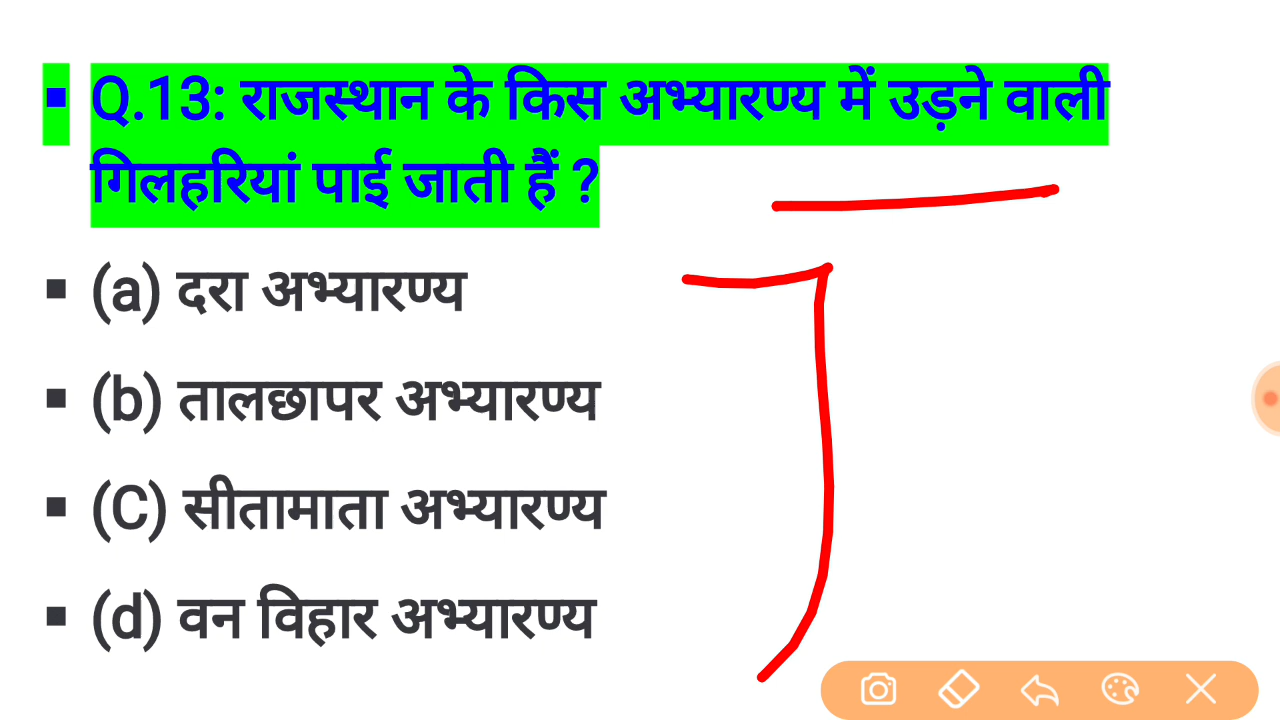 ▪ Q.13: राजस्थान के किस अभ्यारण्य में उड़ने वाली
गिलहरियां पाई जाती हैं ?
▪ (a) दरा अभ्यारण्य
▪ (b) तालछापर अभ्यारण्य
▪ (C) सीतामाता अभ्यारण्य
▪ (d) वन विहार अभ्यारण्य